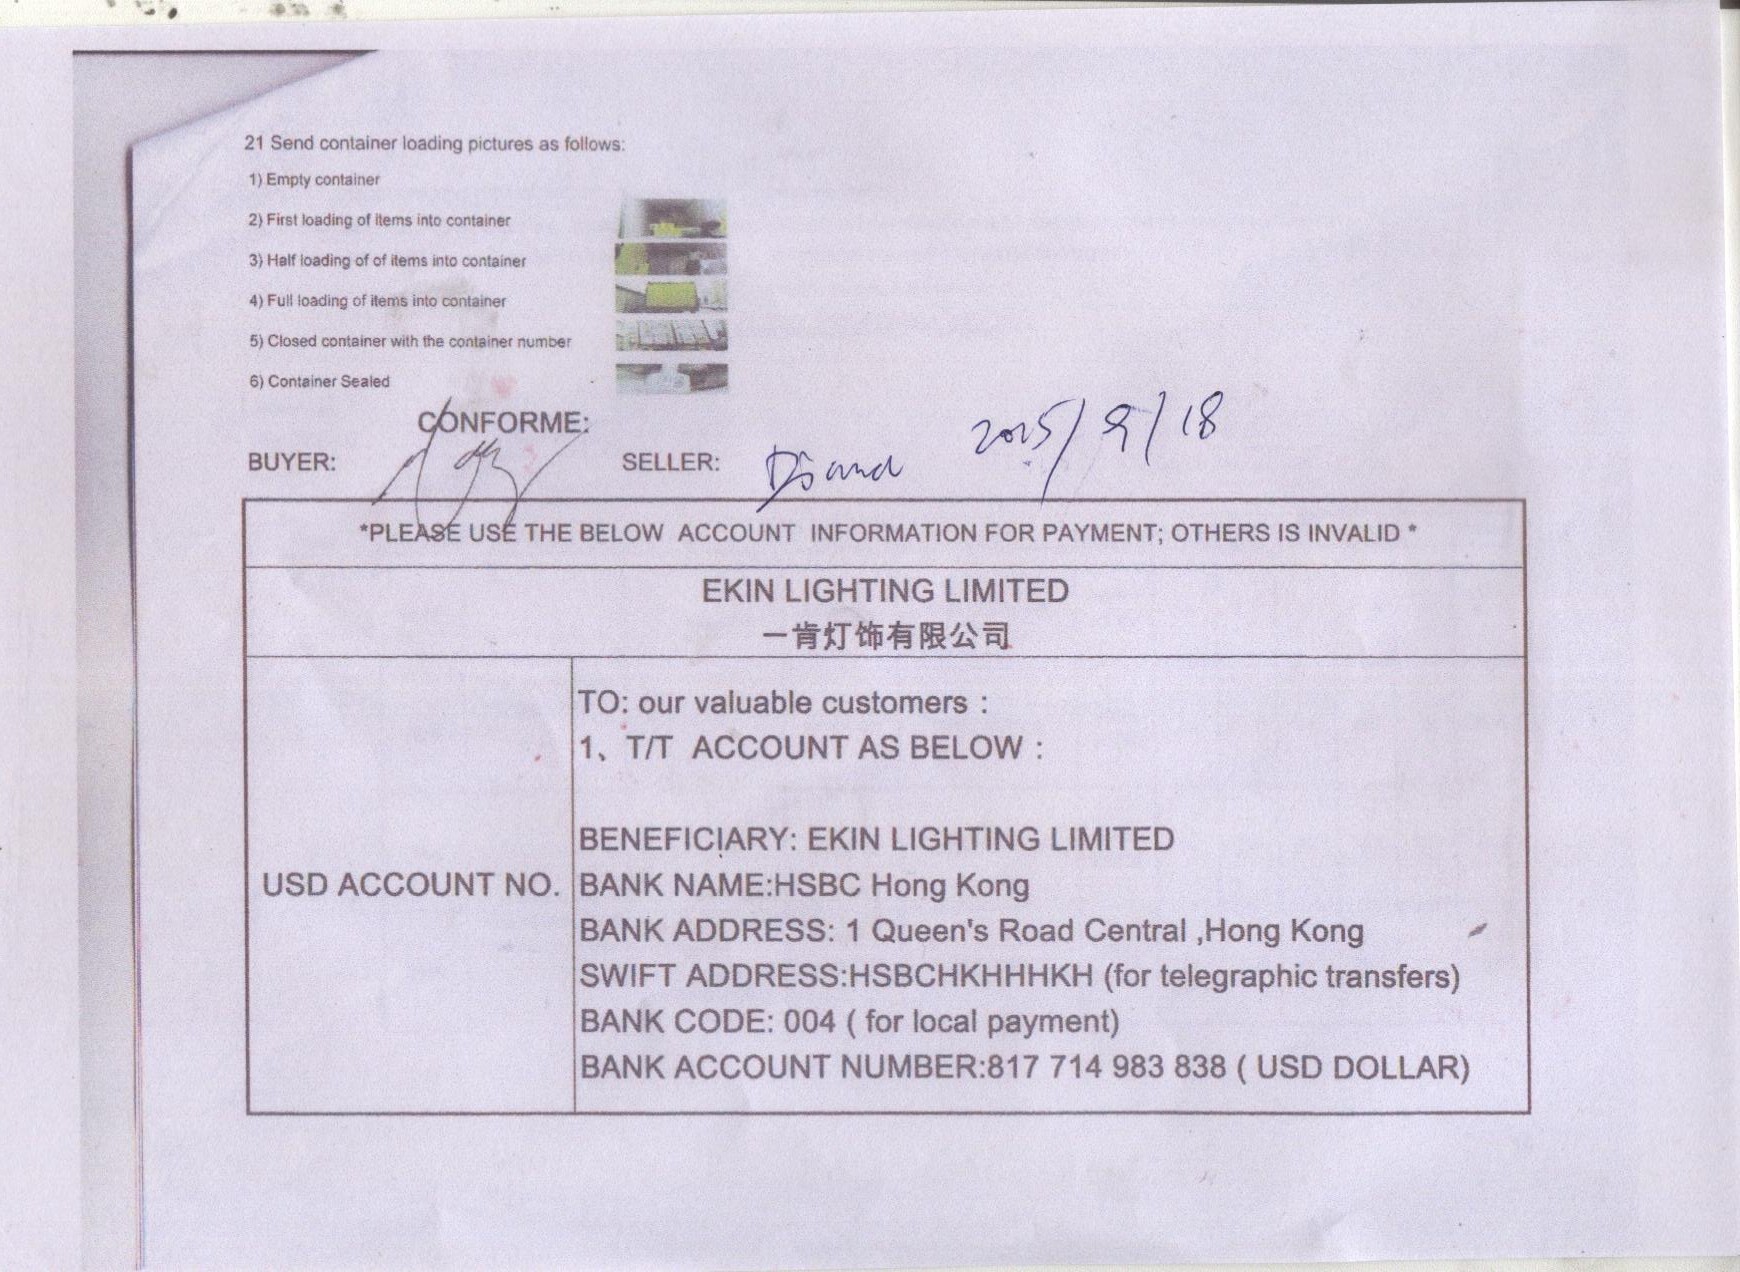 21 Send container loading pictures as follows:
1) Empty container
2) First loading of items into container
3) Half loading of of items into container
4) Full loading of items into container
5) Closed container with the container number
6) Container Sealed
CONFORME:
BUYER:
SELLER: 2025/9/18
*PLEASE USE THE BELOW ACCOUNT INFORMATION FOR PAYMENT; OTHERS IS INVALID *
EKIN LIGHTING LIMITED
一肯灯饰有限公司
TO: our valuable customers :
1、T/T ACCOUNT AS BELOW :
BENEFICIARY: EKIN LIGHTING LIMITED
USD ACCOUNT NO. BANK NAME:HSBC Hong Kong
BANK ADDRESS: 1 Queen's Road Central ,Hong Kong
SWIFT ADDRESS:HSBCHKHHHKH (for telegraphic transfers)
BANK CODE: 004 ( for local payment)
BANK ACCOUNT NUMBER:817 714 983 838 ( USD DOLLAR)